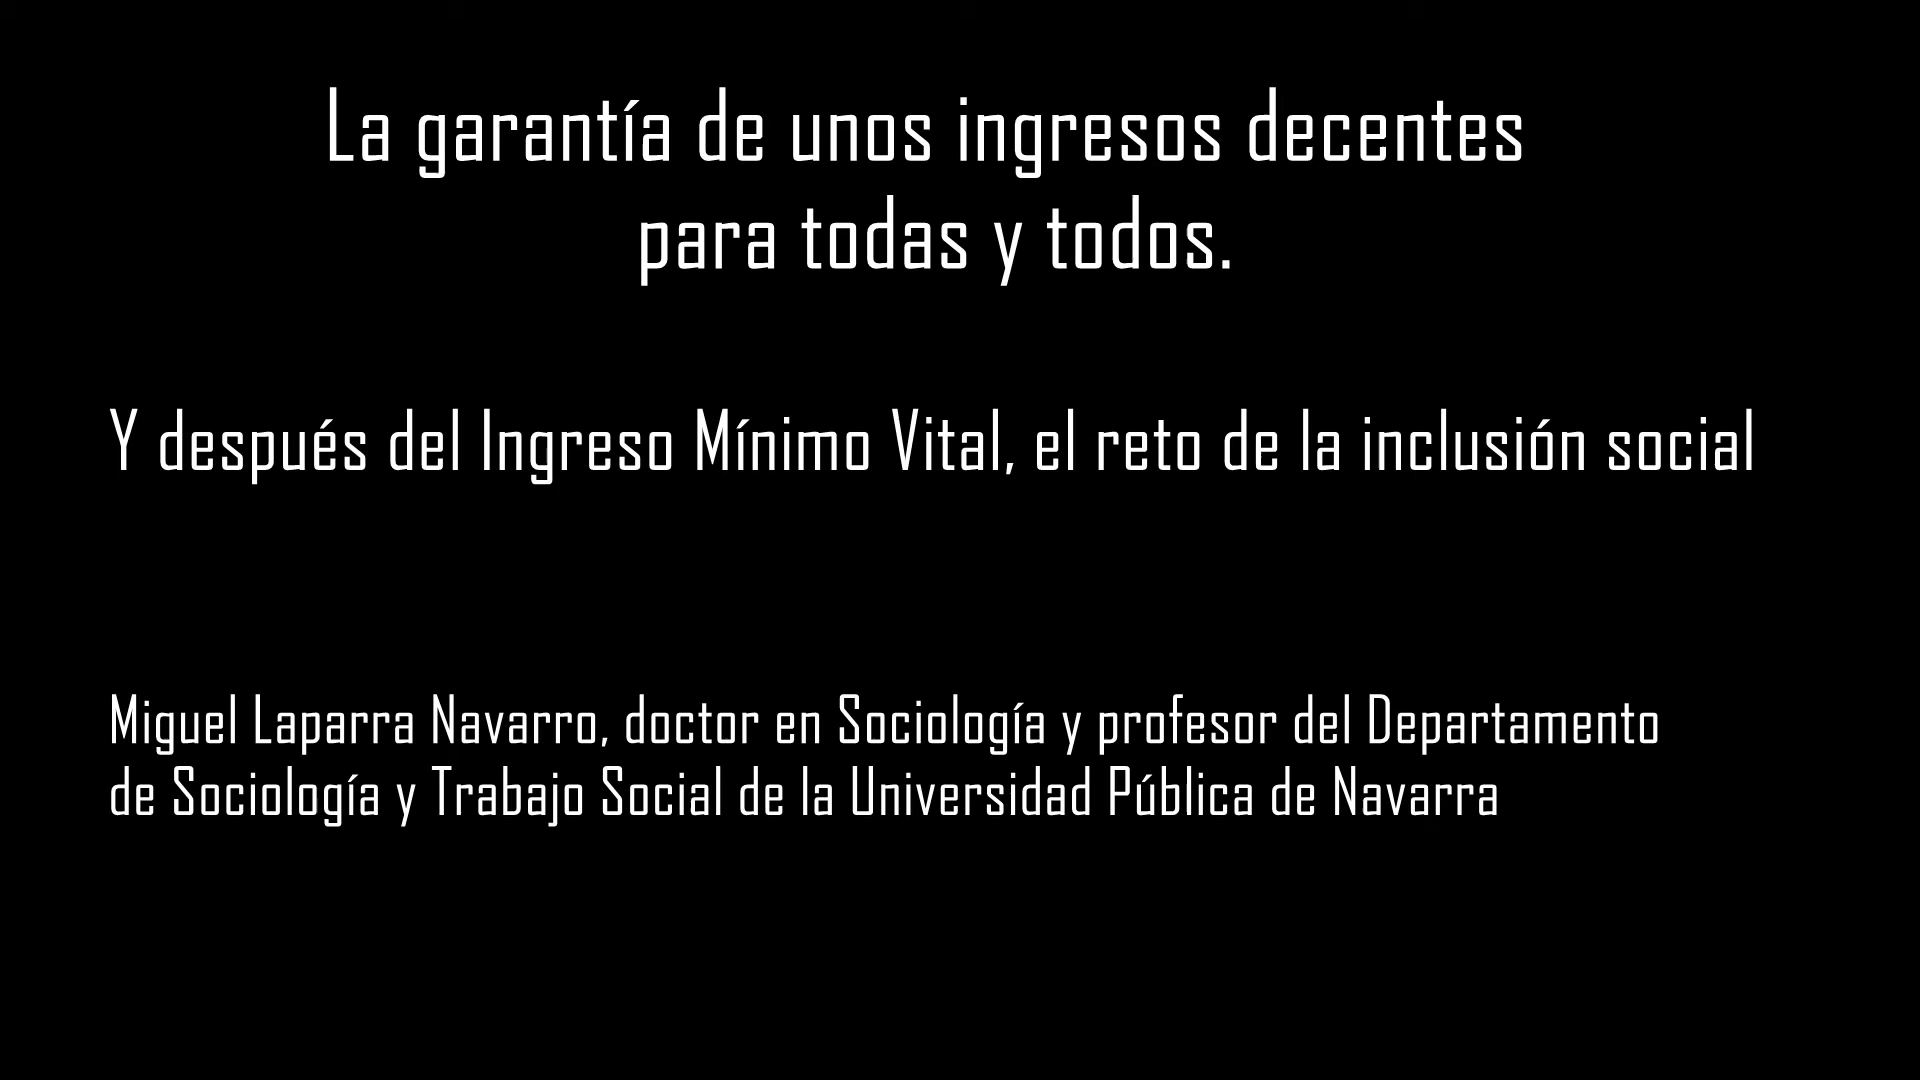 La garantía de unos ingresos decentes
para todas y todos.
Y después del Ingreso Mínimo Vital, el reto de la inclusión social
Miguel Laparra Navarro, doctor en Sociología y profesor del Departamento
de Sociología y Trabajo Social de la Universidad Pública de Navarra